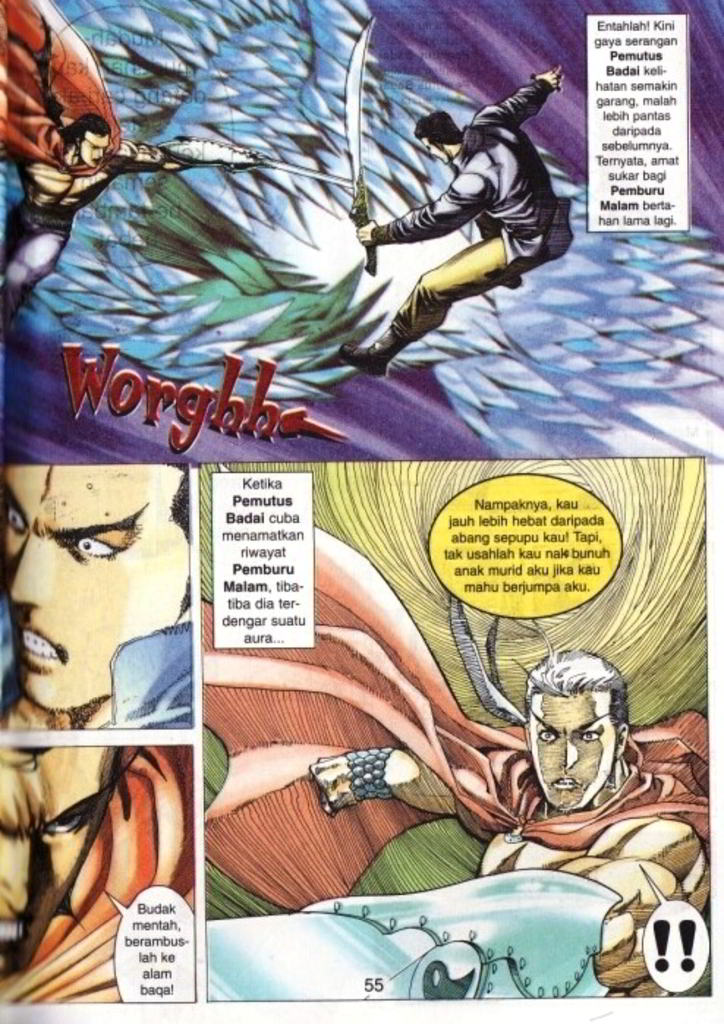 Entahlah! Kini
gaya serangan
Pemutus
Badai keli-
hatan semakin
garang, malah
lebih pantas
daripada
sebelumnya.
Ternyata, amat
sukar bagi
Pemburu
Malam berta-
han lama lagi.
Worghh
Ketika
Pemutus
Badai cuba
menamatkan
riwayat
Pemburu
Malam, tiba-
tiba dia ter-
dengar suatu
aura...
Nampaknya, kau
jauh lebih hebat daripada
abang sepupu kau! Tapi,
tak usahlah kau nak bunuh
anak murid aku jika kau
mahu berjumpa aku.
Budak
mentah,
berambus-
lah ke
alam
baqa!
!!
55